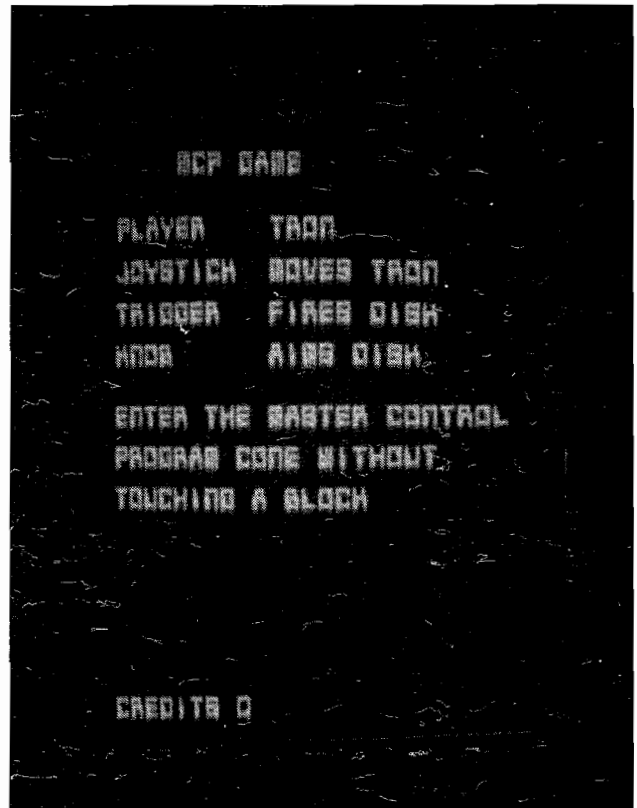 MCP GAME
PLAYER TRON
JOYSTICK MOVES TRON
TRIGGER FIRES DISK
KNOB AIMS DISK
ENTER THE MASTER CONTROL
PROGRAM CONE WITHOUT
TOUCHING A BLOCK
CREDITS 0